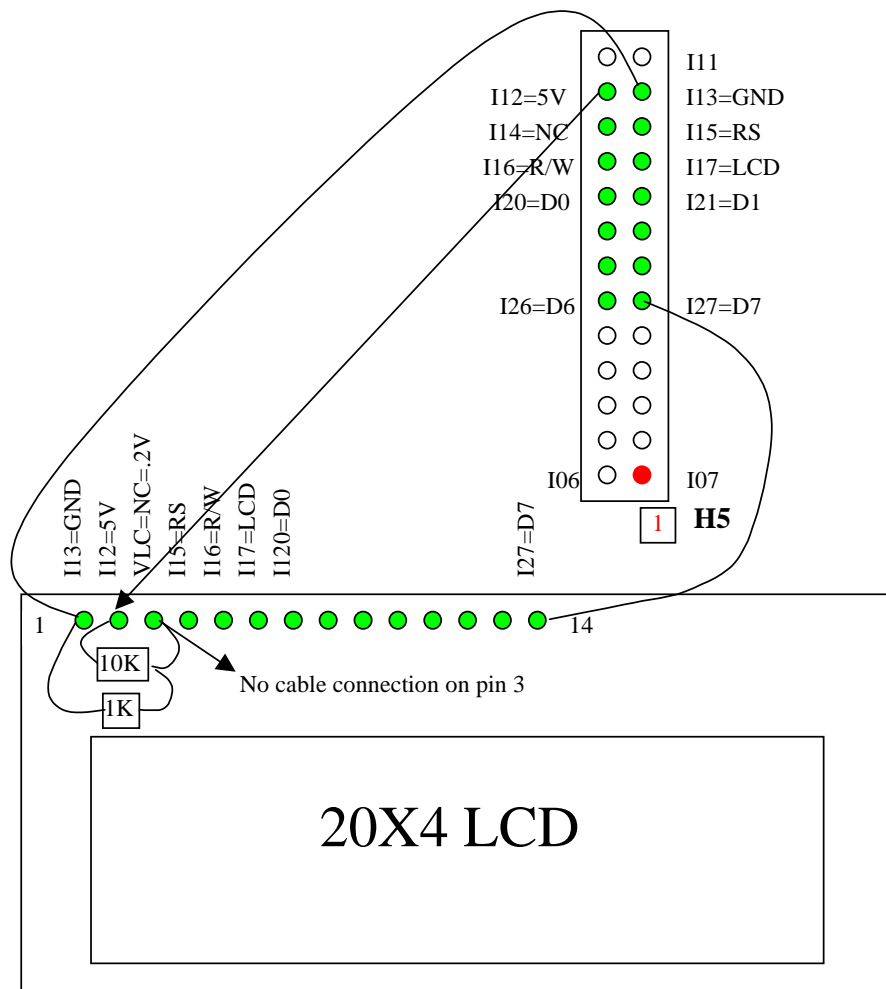 I11
I12=5V I13=GND
I14=NC I15=RS
I16=R/W I17=LCD
I20=D0 I21=D1
I26=D6 I27=D7
I06 I07
1 H5
I13=GND
I12=5V
VLC=NC=.2V
I15=RS
I16=R/W
I17=LCD
I120=D0
I27=D7
1 14
10K
No cable connection on pin 3
1K
20X4 LCD